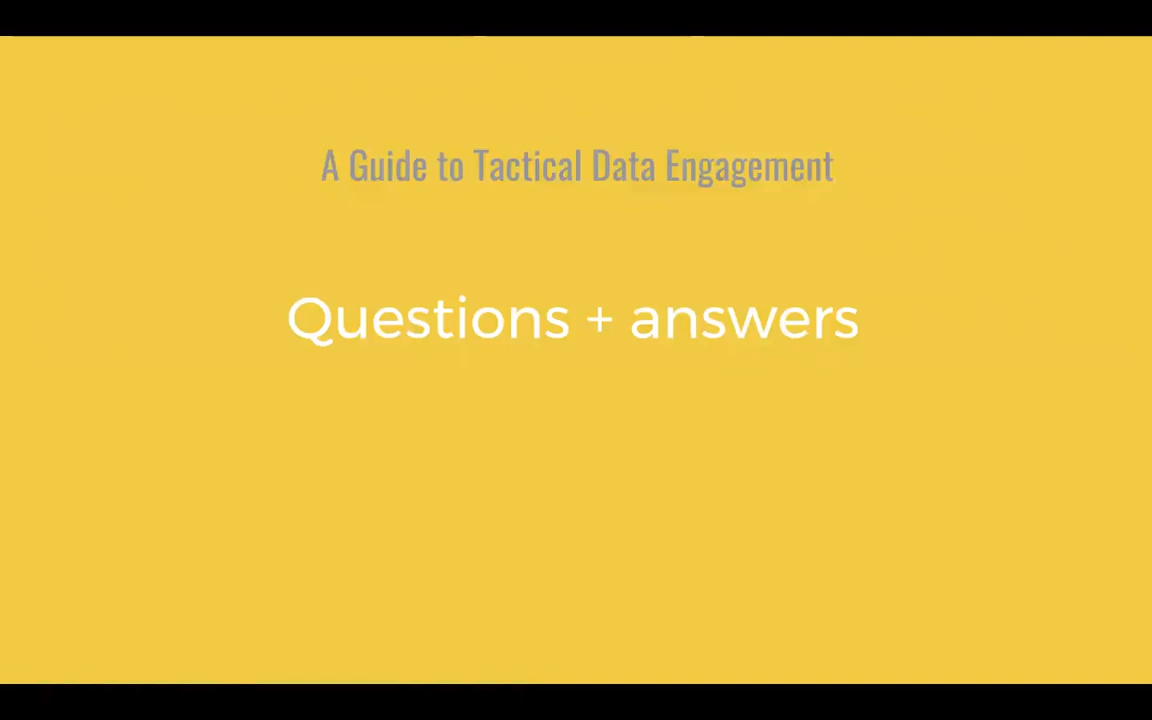 A Guide to Tactical Data Engagement
Questions + answers